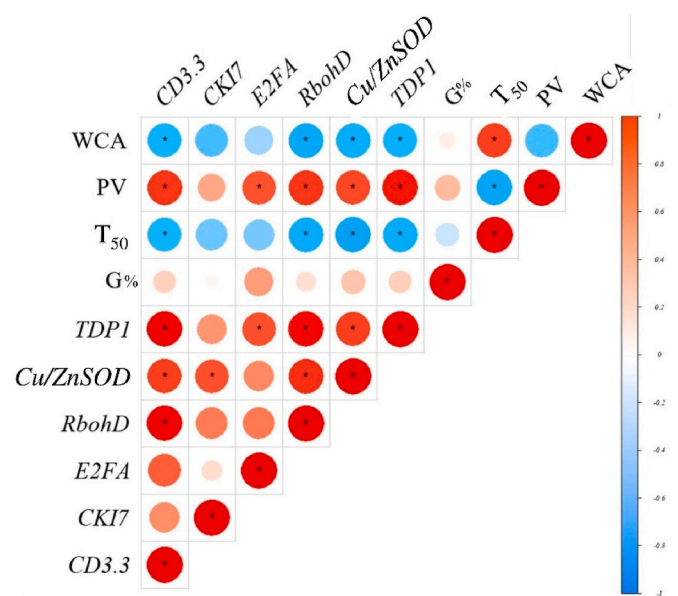 CD3.3 CKI7 E2FA RbohD Cu/ZnSOD TDP1 G% T₅₀ PV WCA
WCA
PV
T₅₀
G%
TDP1
Cu/ZnSOD
RbohD
E2FA
CKI7
CD3.3
1
0.8
0.6
0.4
0.2
0
-0.2
-0.4
-0.6
-0.8
-1